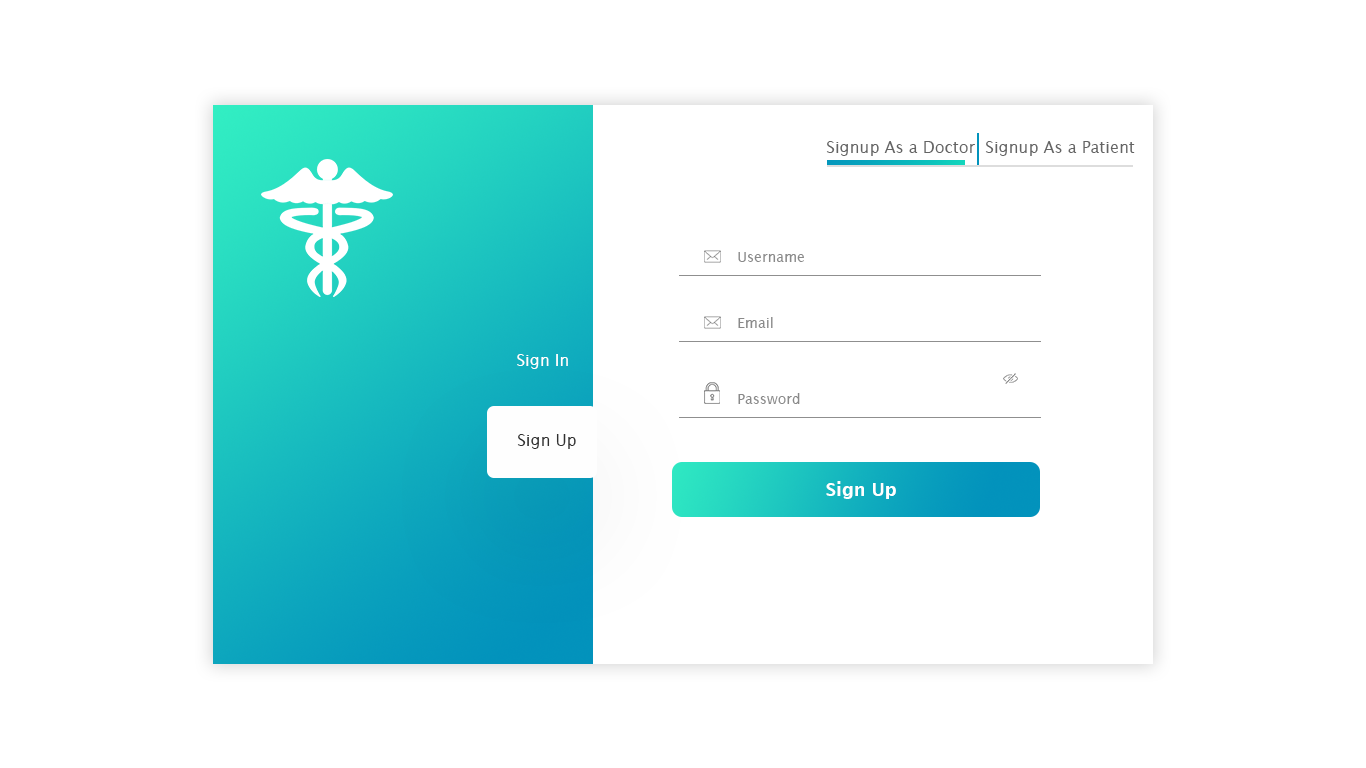 Signup As a Doctor
Signup As a Patient
Username
Email
Password
Sign In
Sign Up
Sign Up